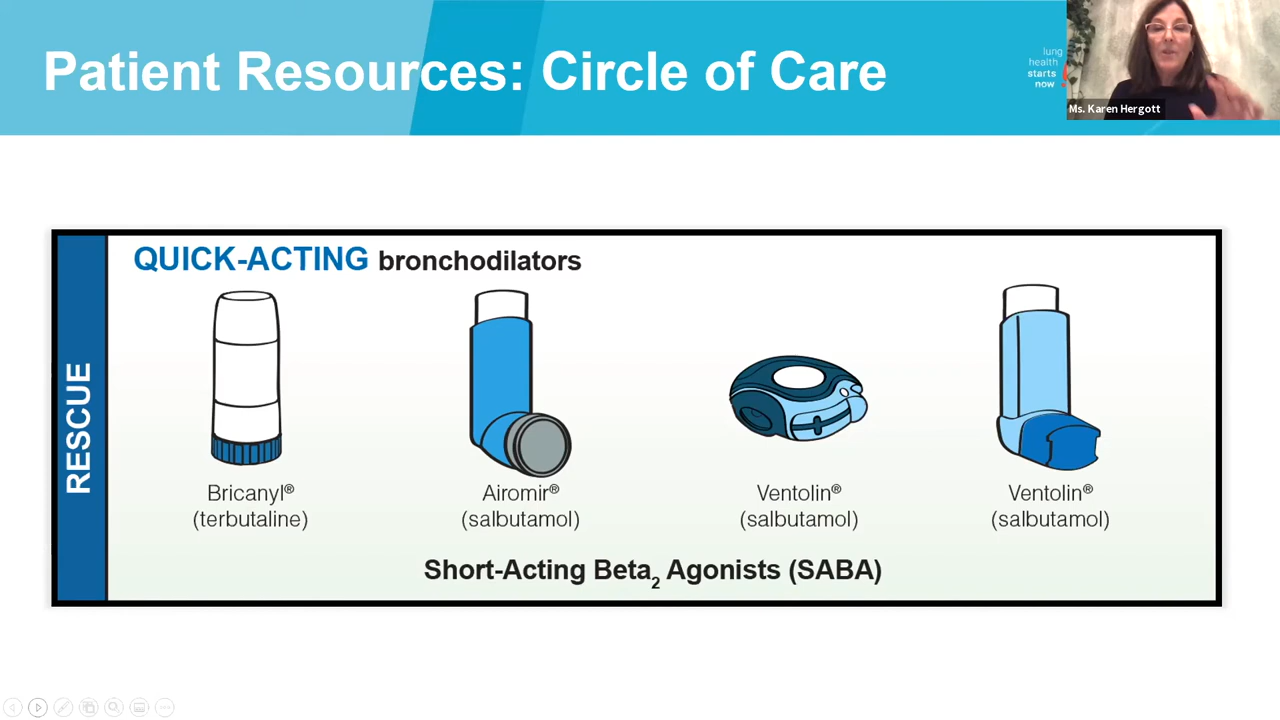 Patient Resources: Circle of Care
lung
health
starts
now
Ms. Karen Hergott
RESCUE
QUICK-ACTING bronchodilators
Bricanyl®
(terbutaline)
Airomir®
(salbutamol)
Ventolin®
(salbutamol)
Ventolin®
(salbutamol)
Short-Acting Beta₂ Agonists (SABA)